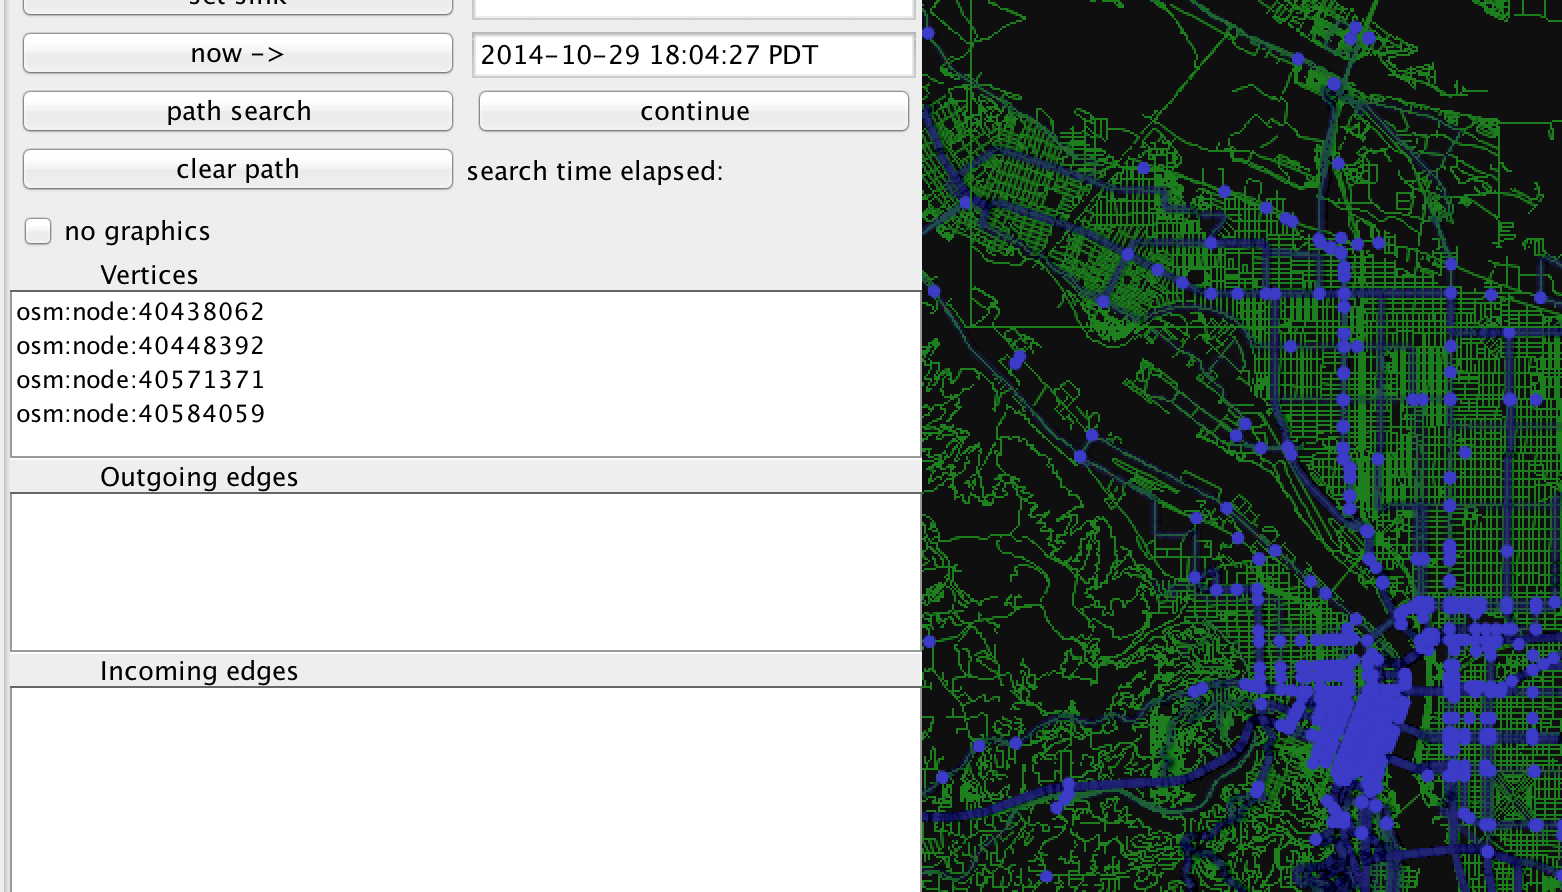 set sink
now ->
2014-10-29 18:04:27 PDT
path search
continue
clear path
search time elapsed:
no graphics
Vertices
osm:node:40438062
osm:node:40448392
osm:node:40571371
osm:node:40584059
Outgoing edges
Incoming edges